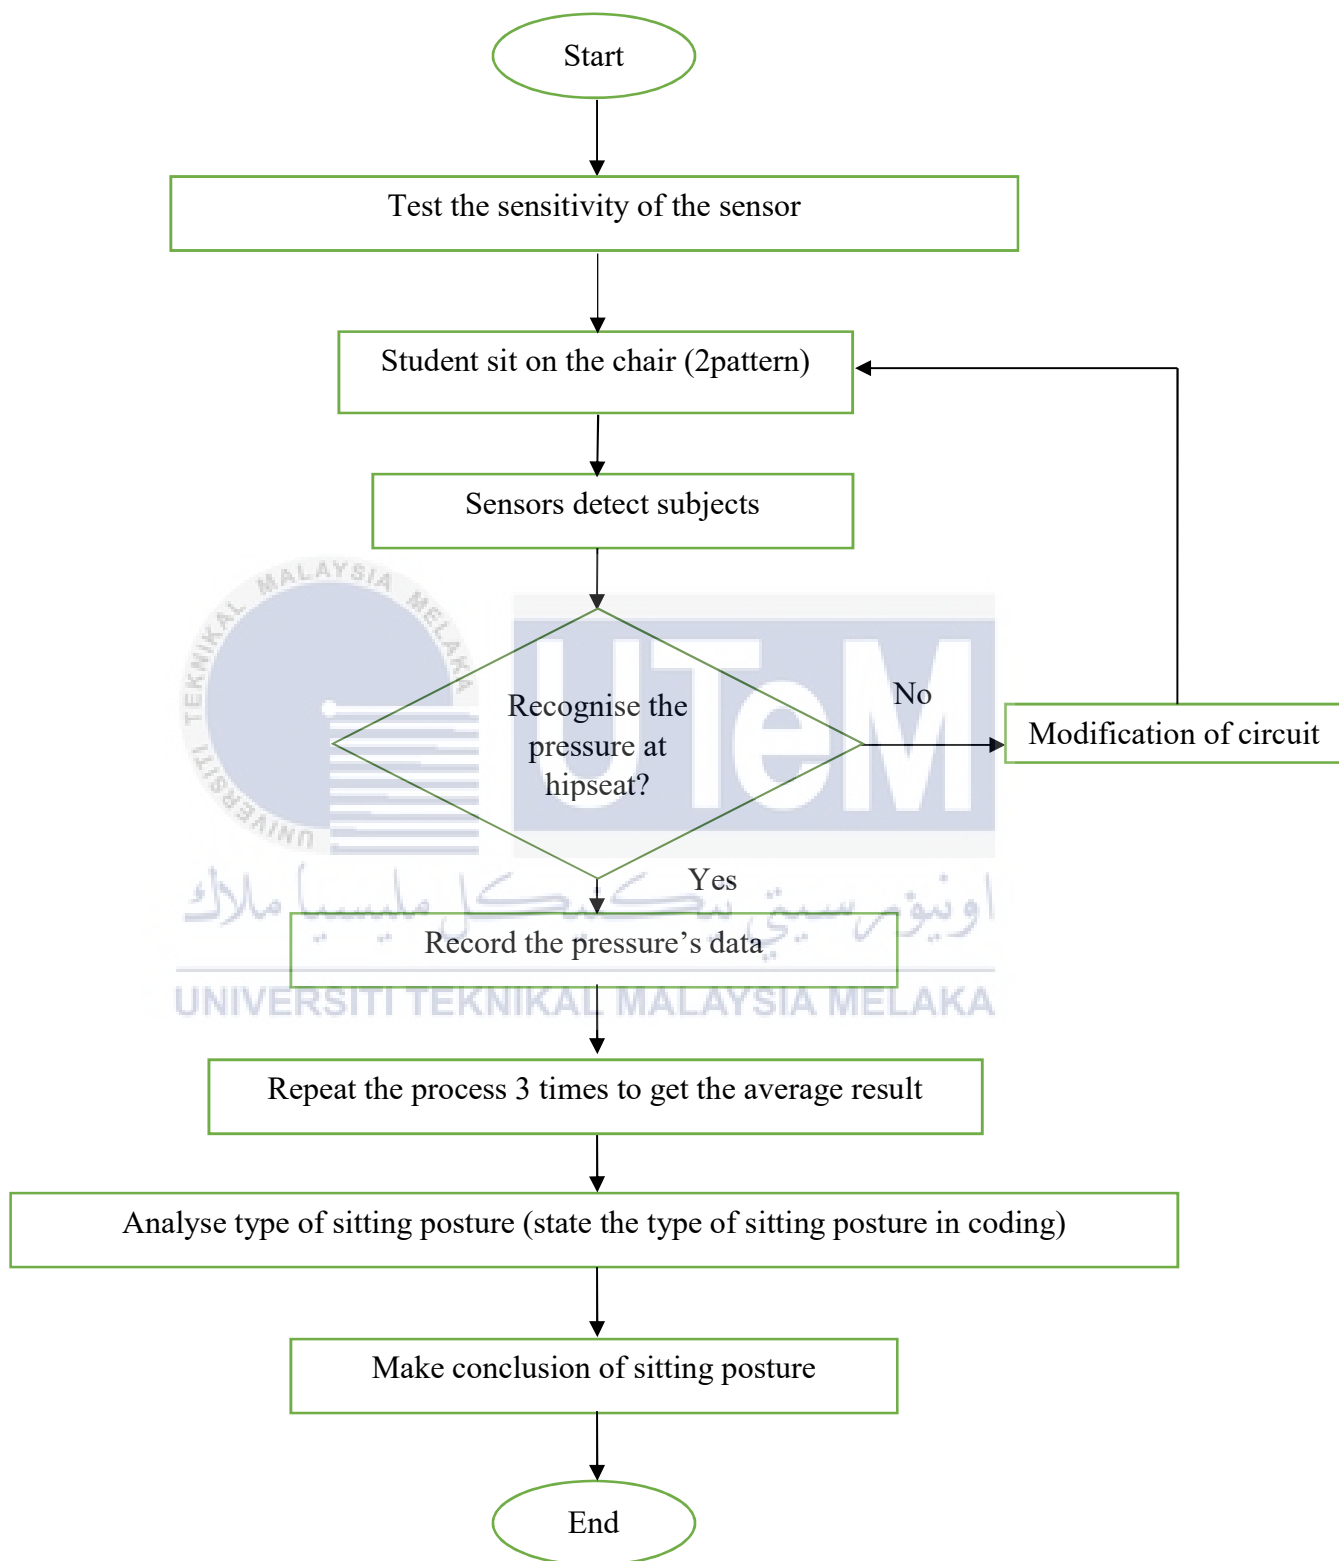 Start
Test the sensitivity of the sensor
Student sit on the chair (2pattern)
Sensors detect subjects
UNIVERSITI TEKNIKAL MALAYSIA MELAKA
UTeM
Recognise the
pressure at
hipseat?
No
Modification of circuit
Yes
اونيۏرسيتي تيكنيكل مليسيا ملاك
Record the pressure’s data
UNIVERSITI TEKNIKAL MALAYSIA MELAKA
Repeat the process 3 times to get the average result
Analyse type of sitting posture (state the type of sitting posture in coding)
Make conclusion of sitting posture
End